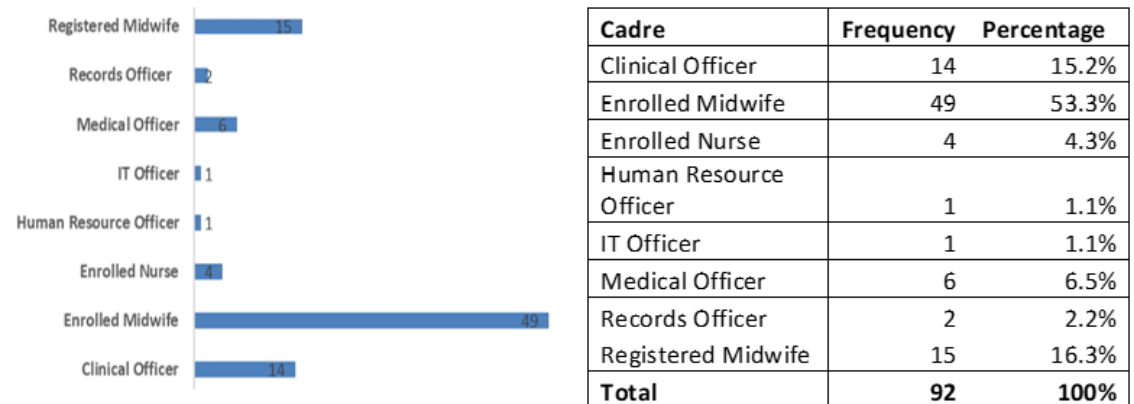 Registered Midwife 15
Records Officer 2
Medical Officer 6
IT Officer 1
Human Resource Officer 1
Enrolled Nurse 4
Enrolled Midwife 49
Clinical Officer 14
Cadre Frequency Percentage
Clinical Officer 14 15.2%
Enrolled Midwife 49 53.3%
Enrolled Nurse 4 4.3%
Human Resource
Officer 1 1.1%
IT Officer 1 1.1%
Medical Officer 6 6.5%
Records Officer 2 2.2%
Registered Midwife 15 16.3%
Total 92 100%